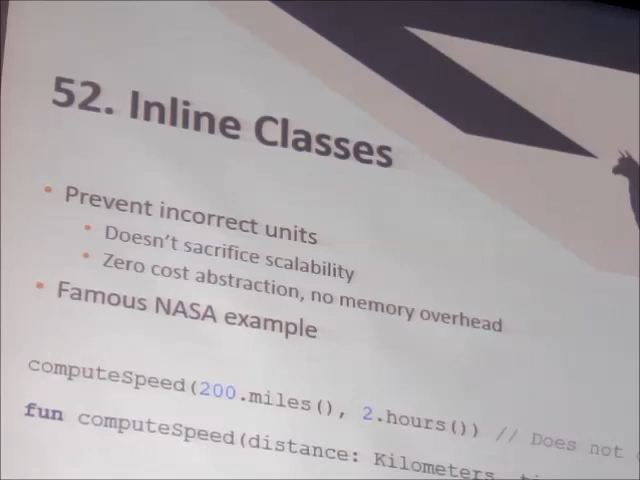 52. Inline Classes
• Prevent incorrect units
• Doesn't sacrifice scalability
• Zero cost abstraction, no memory overhead
• Famous NASA example
computeSpeed(200.miles(), 2.hours()) // Does not
fun computeSpeed(distance: Kilometers,